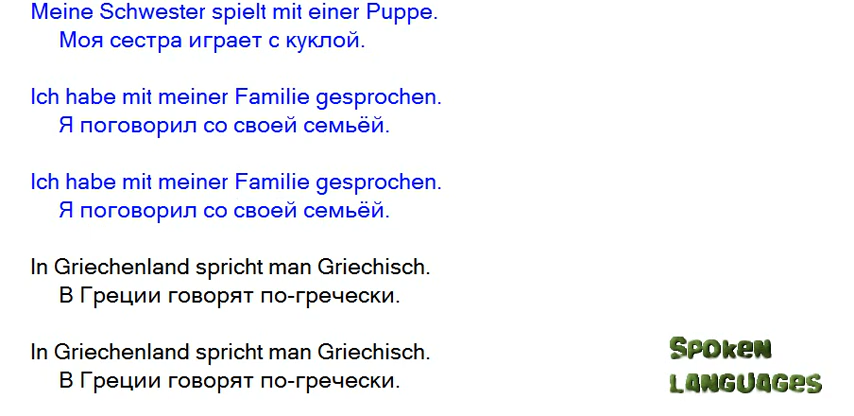 Meine Schwester spielt mit einer Puppe.
Моя сестра играет с куклой.
Ich habe mit meiner Familie gesprochen.
Я поговорил со своей семьёй.
Ich habe mit meiner Familie gesprochen.
Я поговорил со своей семьёй.
In Griechenland spricht man Griechisch.
В Греции говорят по-гречески.
In Griechenland spricht man Griechisch.
В Греции говорят по-гречески.
Spoken
Languages